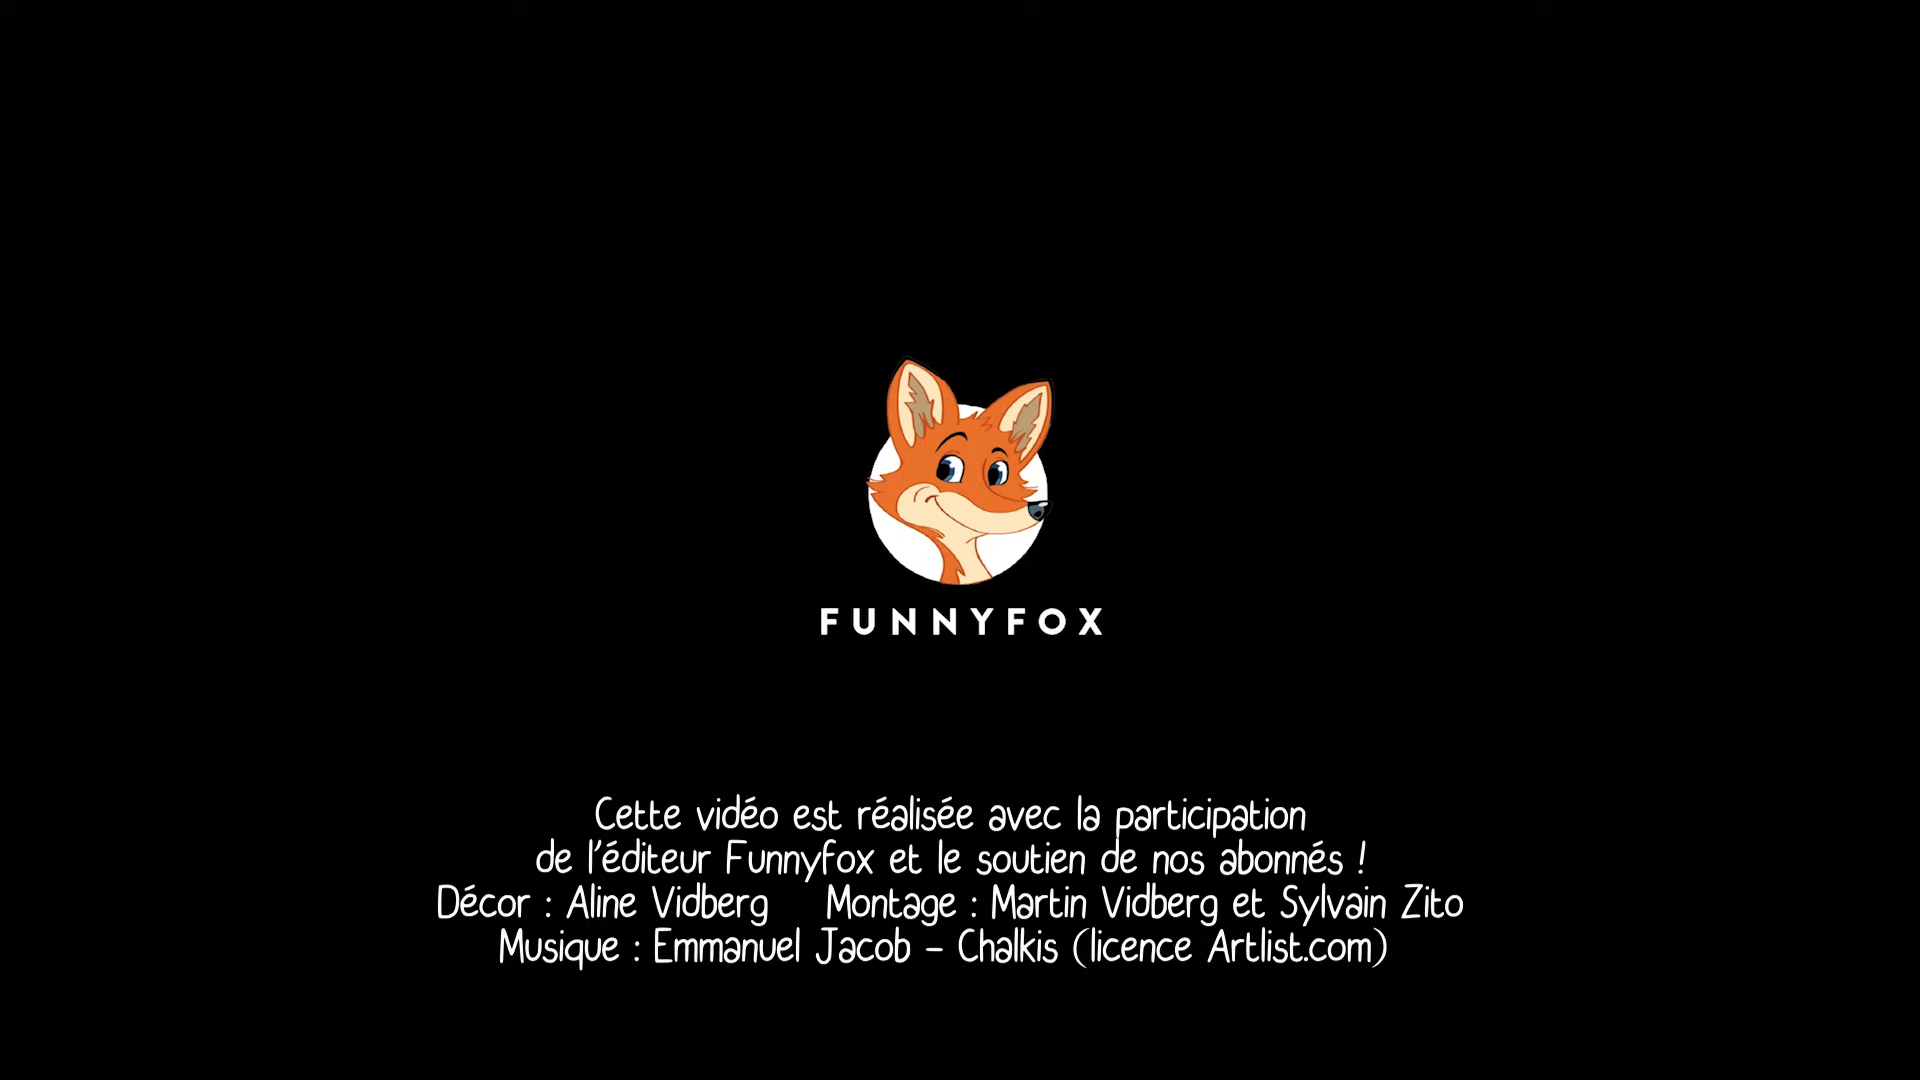 FUNNYFOX
Cette vidéo est réalisée avec la participation
de l'éditeur Funnyfox et le soutien de nos abonnés !
Décor : Aline Vidberg Montage : Martin Vidberg et Sylvain Zito
Musique : Emmanuel Jacob - Chalkis (licence Artlist.com)